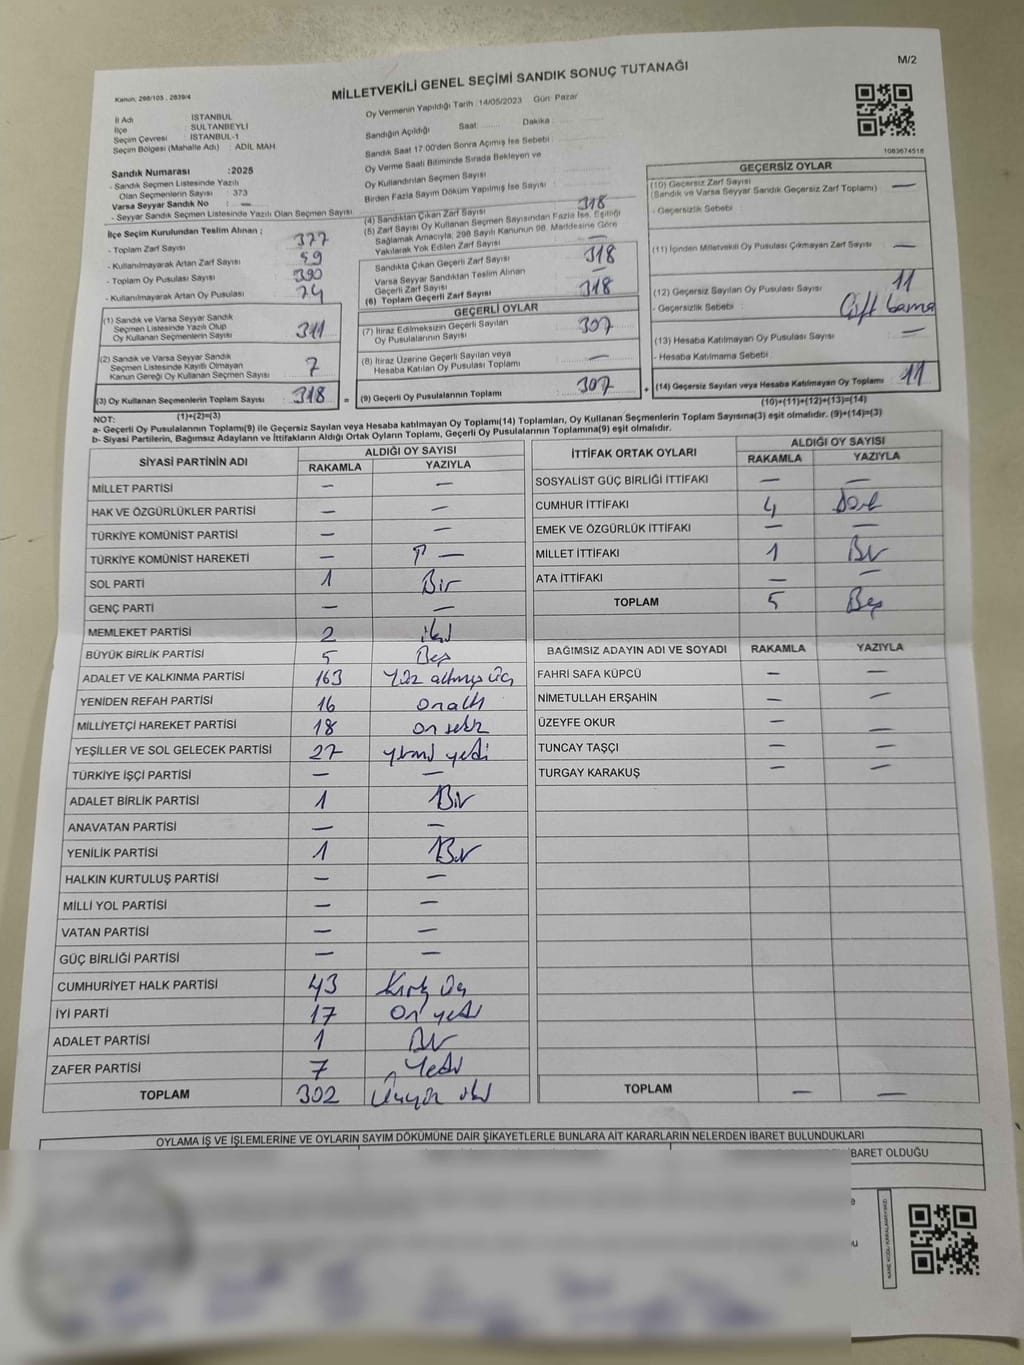 M/2
MİLLETVEKİLİ GENEL SEÇİMİ SANDIK SONUÇ TUTANAĞI
Kanun, 298/105 , 2839/4
İl Adı : İSTANBUL
İlçe : SULTANBEYLİ
Seçim Çevresi : İSTANBUL-1
Seçim Bölgesi (Mahalle Adı) : ADİL MAH
Sandık Numarası :2025
- Sandık Seçmen Listesinde Yazılı
Olan Seçmenlerin Sayısı : 373
Varsa Seyyar Sandık No : —
- Seyyar Sandık Seçmen Listesinde Yazılı Olan Seçmen Sayısı
İlçe Seçim Kurulundan Teslim Alınan ;
- Toplam Zarf Sayısı : 377
- Kullanılmayarak Artan Zarf Sayısı : 59
- Toplam Oy Pusulası Sayısı : 390
- Kullanılmayarak Artan Oy Pusulası : 74
(1) Sandık ve Varsa Seyyar Sandık
Seçmen Listesinde Yazılı Olup
Oy Kullanan Seçmenlerin Sayısı : 311
(2) Sandık ve Varsa Seyyar Sandık
Seçmen Listesinde Kayıtlı Olmayan
Kanun Gereği Oy Kullanan Seçmen Sayısı : 7
(3) Oy Kullanan Seçmenlerin Toplam Sayısı : 318 =
(1)+(2)=(3)
Oy Vermenin Yapıldığı Tarih : 14/05/2023 Gün: Pazar
Sandığın Açıldığı Saat: Dakika :
Sandık Saat 17:00'den Sonra Açılmış İse Sebebi :
Oy Verme Saati Bitiminde Sırada Bekleyen ve
Oy Kullandırılan Seçmen Sayısı
Birden Fazla Sayım Döküm Yapılmış İse Sayısı :
(4) Sandıktan Çıkan Zarf Sayısı : 318
(5) Zarf Sayısı Oy Kullanan Seçmen Sayısından Fazla İse, Eşitliği
Sağlamak Amacıyla, 298 Sayılı Kanunun 98. Maddesine Göre
Yakılarak Yok Edilen Zarf Sayısı : —
Sandıkta Çıkan Geçerli Zarf Sayısı : 318
Varsa Seyyar Sandıktan Teslim Alınan
Geçerli Zarf Sayısı : —
(6) Toplam Geçerli Zarf Sayısı : 318
GEÇERLİ OYLAR
(7) İtiraz Edilmeksizin Geçerli Sayılan
Oy Pusulalarının Sayısı : 307
(8) İtiraz Üzerine Geçerli Sayılan veya
Hesaba Katılan Oy Pusulası Toplamı : —
(9) Geçerli Oy Pusulalarının Toplamı : 307 +
1083674518
GEÇERSİZ OYLAR
(10) Geçersiz Zarf Sayısı
(Sandık ve Varsa Seyyar Sandık Geçersiz Zarf Toplamı) : —
- Geçersizlik Sebebi :
(11) İçinden Milletvekili Oy Pusulası Çıkmayan Zarf Sayısı : —
(12) Geçersiz Sayılan Oy Pusulası Sayısı : 11
- Geçersizlik Sebebi : Çift basma
(13) Hesaba Katılmayan Oy Pusulası Sayısı : —
- Hesaba Katılmama Sebebi
(14) Geçersiz Sayılan veya Hesaba Katılmayan Oy Toplamı : 11
(10)+(11)+(12)+(13)=(14)
NOT:
a- Geçerli Oy Pusulalarının Toplamı(9) ile Geçersiz Sayılan veya Hesaba katılmayan Oy Toplamı(14) Toplamları, Oy Kullanan Seçmenlerin Toplam Sayısına(3) eşit olmalıdır. (9)+(14)=(3)
b- Siyasi Partilerin, Bağımsız Adayların ve İttifakların Aldığı Ortak Oyların Toplamı, Geçerli Oy Pusulalarının Toplamına(9) eşit olmalıdır.
SİYASİ PARTİNİN ADI ALDIĞI OY SAYISI
RAKAMLA YAZIYLA
MİLLET PARTİSİ — —
HAK VE ÖZGÜRLÜKLER PARTİSİ — —
TÜRKİYE KOMÜNİST PARTİSİ — —
TÜRKİYE KOMÜNİST HAREKETİ — —
SOL PARTİ 1 Bir
GENÇ PARTİ — —
MEMLEKET PARTİSİ 2 iki
BÜYÜK BİRLİK PARTİSİ 5 Beş
ADALET VE KALKINMA PARTİSİ 163 Yüz altmış üç
YENİDEN REFAH PARTİSİ 16 onaltı
MİLLİYETÇİ HAREKET PARTİSİ 18 on sekiz
YEŞİLLER VE SOL GELECEK PARTİSİ 27 yirmi yedi
TÜRKİYE İŞÇİ PARTİSİ — —
ADALET BİRLİK PARTİSİ 1 Bir
ANAVATAN PARTİSİ — —
YENİLİK PARTİSİ 1 Bir
HALKIN KURTULUŞ PARTİSİ — —
MİLLİ YOL PARTİSİ — —
VATAN PARTİSİ — —
GÜÇ BİRLİĞİ PARTİSİ — —
CUMHURİYET HALK PARTİSİ 43 Kırk üç
İYİ PARTİ 17 On yedi
ADALET PARTİSİ 1 Bir
ZAFER PARTİSİ 7 Yedi
TOPLAM 302 Üçyüz iki
İTTİFAK ORTAK OYLARI ALDIĞI OY SAYISI
RAKAMLA YAZIYLA
SOSYALİST GÜÇ BİRLİĞİ İTTİFAKI — —
CUMHUR İTTİFAKI 4 Dört
EMEK VE ÖZGÜRLÜK İTTİFAKI — —
MİLLET İTTİFAKI 1 Bir
ATA İTTİFAKI — —
TOPLAM 5 Beş
BAĞIMSIZ ADAYIN ADI VE SOYADI RAKAMLA YAZIYLA
FAHRİ SAFA KÜPCÜ — —
NİMETULLAH ERŞAHİN — —
ÜZEYFE OKUR — —
TUNCAY TAŞÇI — —
TURGAY KARAKUŞ — —
TOPLAM — —
OYLAMA İŞ VE İŞLEMLERİNE VE OYLARIN SAYIM DÖKÜMÜNE DAİR ŞİKAYETLERLE BUNLARA AİT KARARLARIN NELERDEN İBARET BULUNDUKLARI
İBARET OLDUĞU
KARE KODU KARALAMAYINIZ!